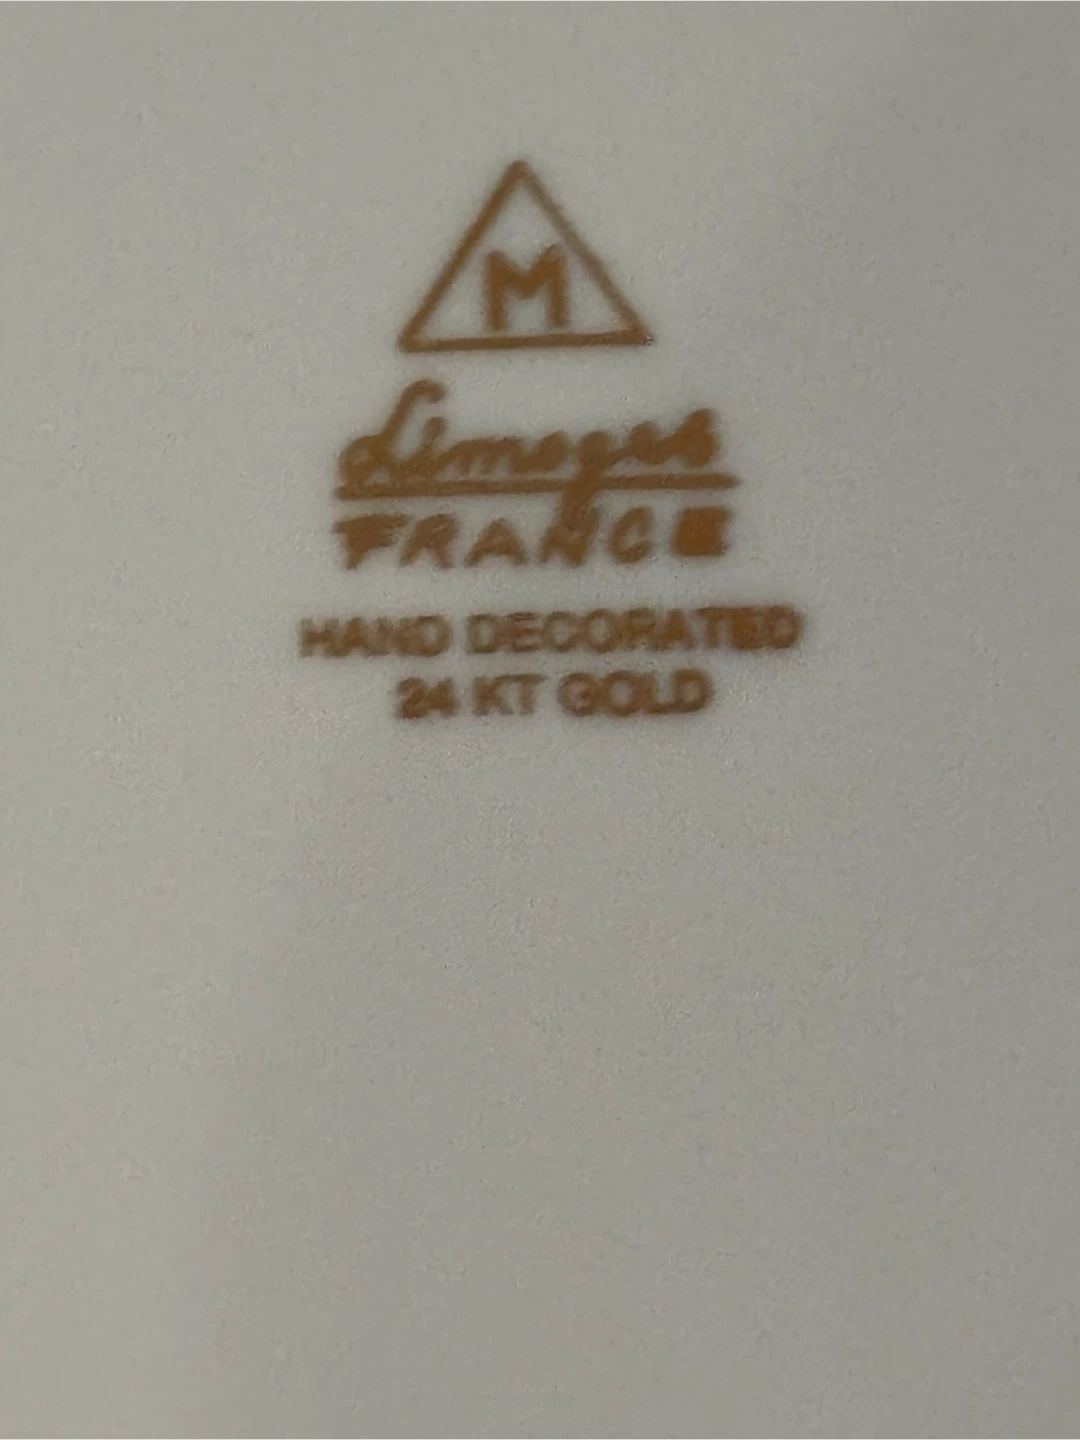 M
Limoges
FRANCE
HAND DECORATED
24 KT GOLD